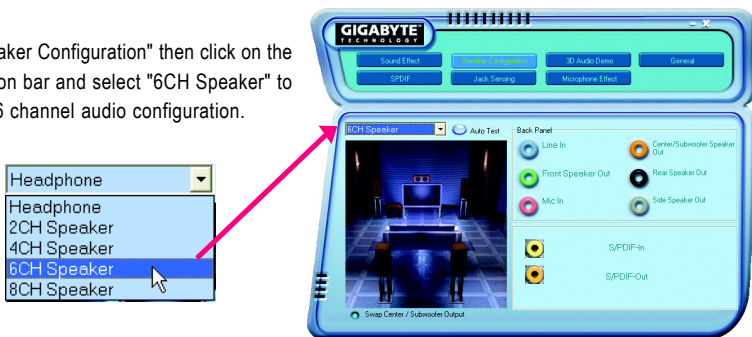 aker Configuration" then click on the
on bar and select "6CH Speaker" to
6 channel audio configuration.
Headphone
Headphone
2CH Speaker
4CH Speaker
6CH Speaker
8CH Speaker
GIGABYTE
TECHNOLOGY
Sound Effect
Speaker Configuration
3D Audio Demo
General
SPDIF
Jack Sensing
Microphone Effect
6CH Speaker
Auto Test
Back Panel
Line In
Center/Subwoofer Speaker
Out
Front Speaker Out
Rear Speaker Out
Mic In
Side Speaker Out
S/PDIF-In
S/PDIF-Out
Swap Center / Subwoofer Output